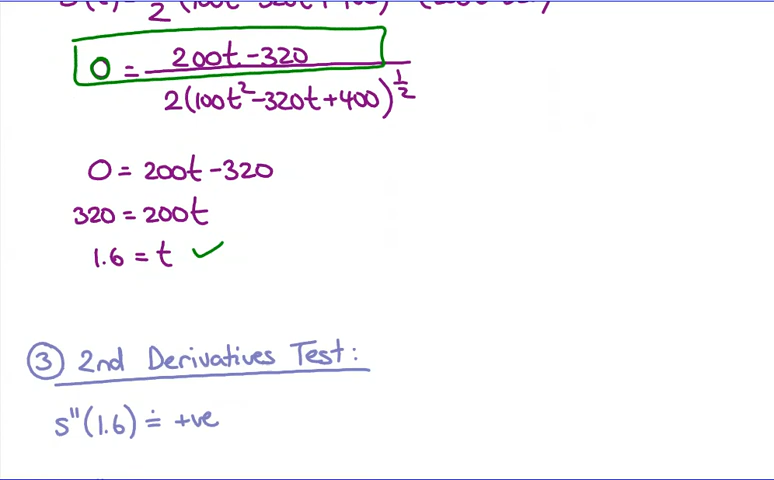 0 = (200t - 320) / (2(100t² - 320t + 400)^(1/2))
0 = 200t - 320
320 = 200t
1.6 = t ✓
③ 2nd Derivatives Test:
s"(1.6) ≐ +ve